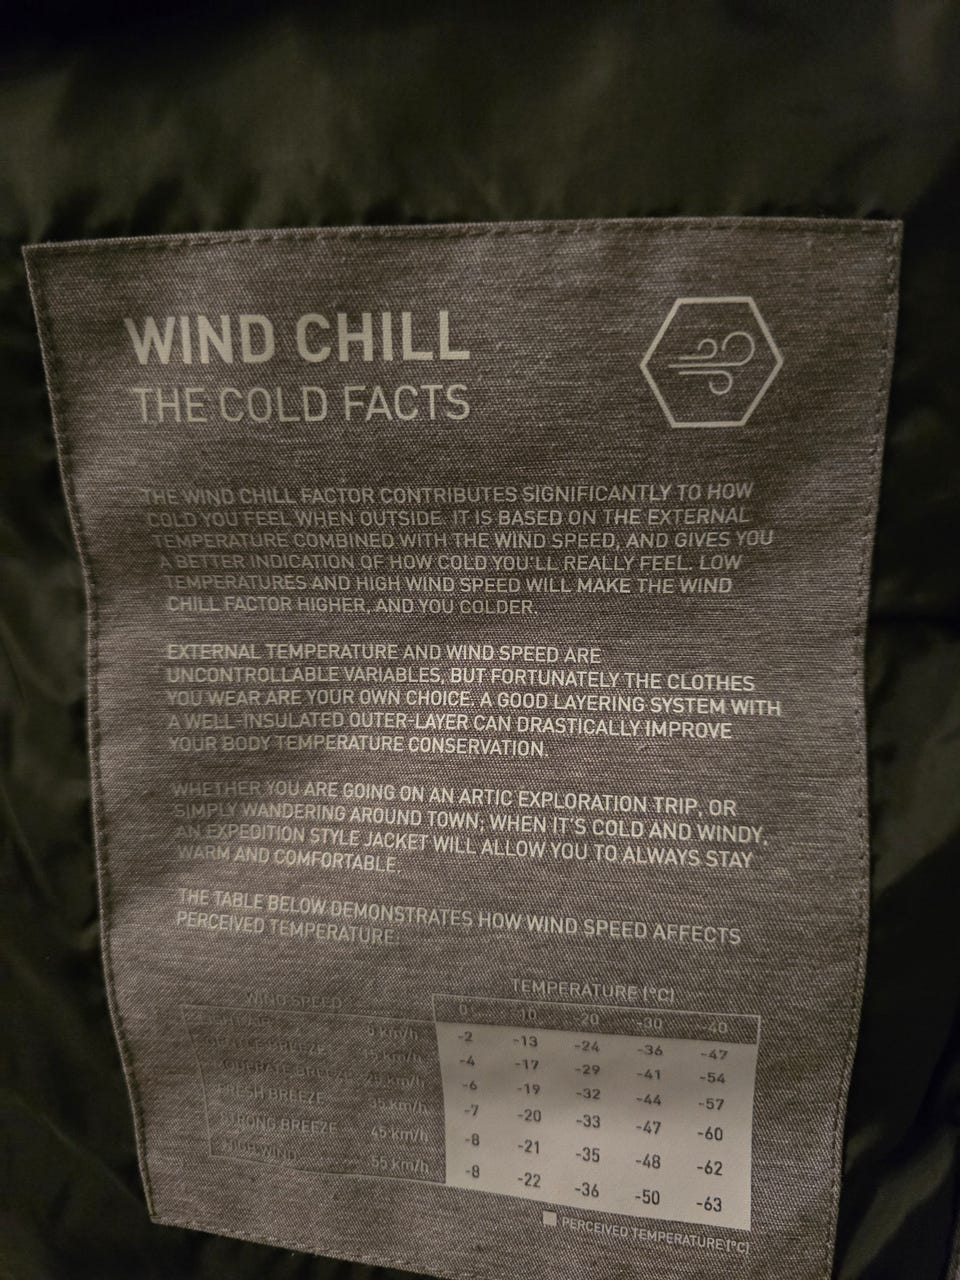 WIND CHILL
THE COLD FACTS
THE WIND CHILL FACTOR CONTRIBUTES SIGNIFICANTLY TO HOW
COLD YOU FEEL WHEN OUTSIDE. IT IS BASED ON THE EXTERNAL
TEMPERATURE COMBINED WITH THE WIND SPEED, AND GIVES YOU
A BETTER INDICATION OF HOW COLD YOU'LL REALLY FEEL. LOW
TEMPERATURES AND HIGH WIND SPEED WILL MAKE THE WIND
CHILL FACTOR HIGHER, AND YOU COLDER.
EXTERNAL TEMPERATURE AND WIND SPEED ARE
UNCONTROLLABLE VARIABLES, BUT FORTUNATELY THE CLOTHES
YOU WEAR ARE YOUR OWN CHOICE. A GOOD LAYERING SYSTEM WITH
A WELL-INSULATED OUTER-LAYER CAN DRASTICALLY IMPROVE
YOUR BODY TEMPERATURE CONSERVATION.
WHETHER YOU ARE GOING ON AN ARTIC EXPLORATION TRIP, OR
SIMPLY WANDERING AROUND TOWN; WHEN IT'S COLD AND WINDY,
AN EXPEDITION STYLE JACKET WILL ALLOW YOU TO ALWAYS STAY
WARM AND COMFORTABLE.
THE TABLE BELOW DEMONSTRATES HOW WIND SPEED AFFECTS
PERCEIVED TEMPERATURE:
WIND SPEED TEMPERATURE (°C)
0 -10 -20 -30 -40
5 km/h -2 -13 -24 -36 -47
GENTLE BREEZE 15 km/h -4 -17 -29 -41 -54
MODERATE BREEZE 25 km/h -6 -19 -32 -44 -57
FRESH BREEZE 35 km/h -7 -20 -33 -47 -60
STRONG BREEZE 45 km/h -8 -21 -35 -48 -62
HIGH WIND 55 km/h -8 -22 -36 -50 -63
PERCEIVED TEMPERATURE (°C)